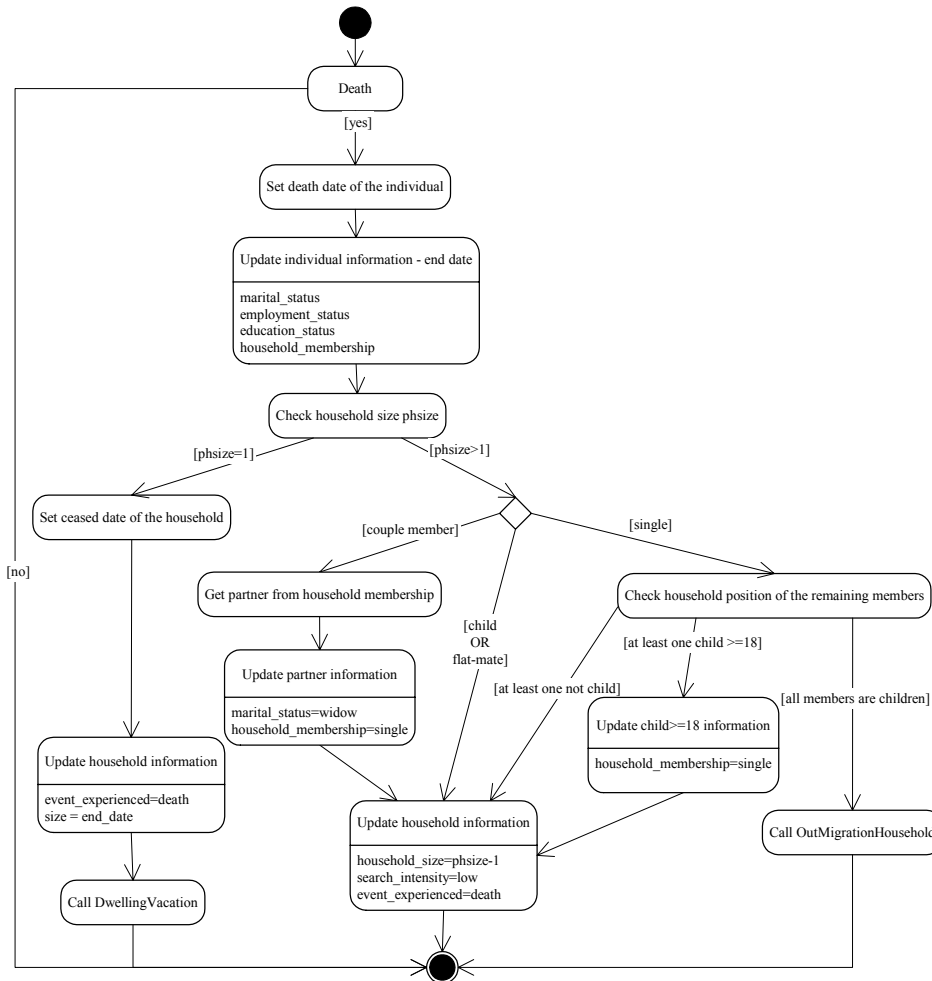 Death
[yes]
Set death date of the individual
Update individual information - end date
marital_status
employment_status
education_status
household_membership
Check household size phsize
[phsize=1]
[phsize>1]
Set ceased date of the household
[couple member]
[single]
[no]
Get partner from household membership
Check household position of the remaining members
[child
OR
flat-mate]
[at least one child >=18]
Update partner information
marital_status=widow
household_membership=single
[at least one not child]
[all members are children]
Update child>=18 information
household_membership=single
Update household information
event_experienced=death
size = end_date
Update household information
household_size=phsize-1
search_intensity=low
event_experienced=death
Call OutMigrationHousehold
Call DwellingVacation